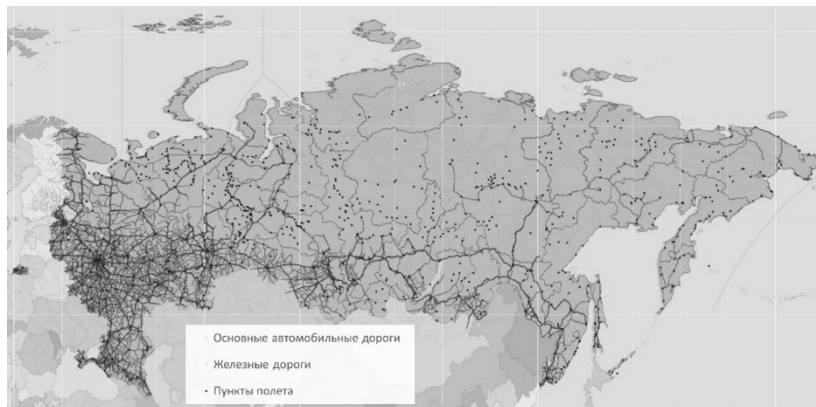 Основные автомобильные дороги
Железные дороги
Пункты полета